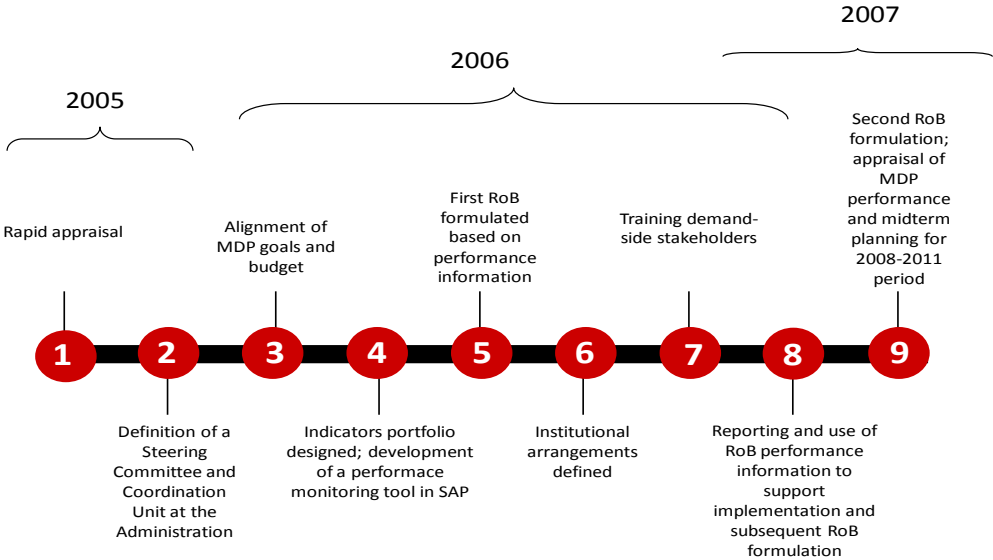 2005
2006
2007
Rapid appraisal
Alignment of
MDP goals and
budget
First RoB
formulated
based on
performance
information
Training demand-
side stakeholders
Second RoB
formulation;
appraisal of
MDP
performance
and midterm
planning for
2008-2011
period
1
2
3
4
5
6
7
8
9
Definition of a
Steering
Committee and
Coordination
Unit at the
Administration
Indicators portfolio
designed; development
of a performace
monitoring tool in SAP
Institutional
arrangements
defined
Reporting and use of
RoB performance
information to
support
implementation and
subsequent RoB
formulation